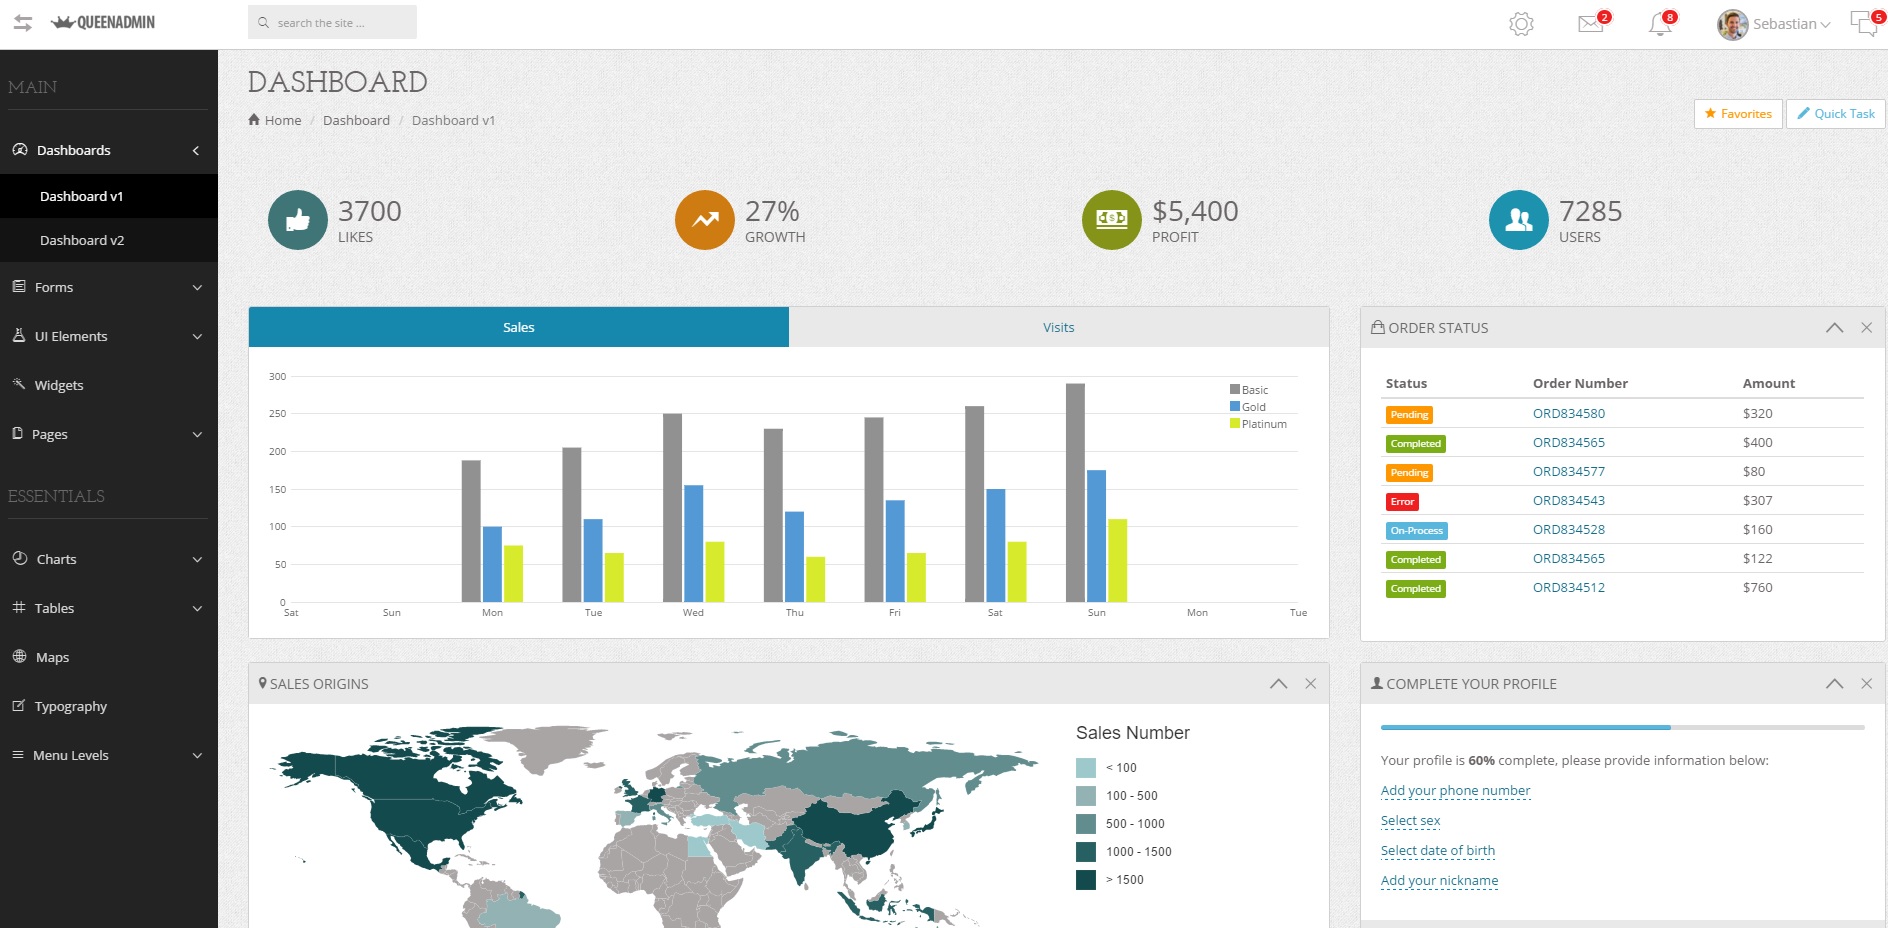 QUEENADMIN
search the site ...
2
8
Sebastian
5
MAIN
Dashboards
Dashboard v1
Dashboard v2
Forms
UI Elements
Widgets
Pages
ESSENTIALS
Charts
Tables
Maps
Typography
Menu Levels
DASHBOARD
Home / Dashboard / Dashboard v1
Favorites
Quick Task
3700
LIKES
27%
GROWTH
$5,400
PROFIT
7285
USERS
Sales
Visits
300
250
200
150
100
50
0
Sat Sun Mon Tue Wed Thu Fri Sat Sun Mon Tue
Basic
Gold
Platinum
ORDER STATUS
Status Order Number Amount
Pending ORD834580 $320
Completed ORD834565 $400
Pending ORD834577 $80
Error ORD834543 $307
On-Process ORD834528 $160
Completed ORD834565 $122
Completed ORD834512 $760
SALES ORIGINS
Sales Number
< 100
100 - 500
500 - 1000
1000 - 1500
> 1500
COMPLETE YOUR PROFILE
Your profile is 60% complete, please provide information below:
Add your phone number
Select sex
Select date of birth
Add your nickname